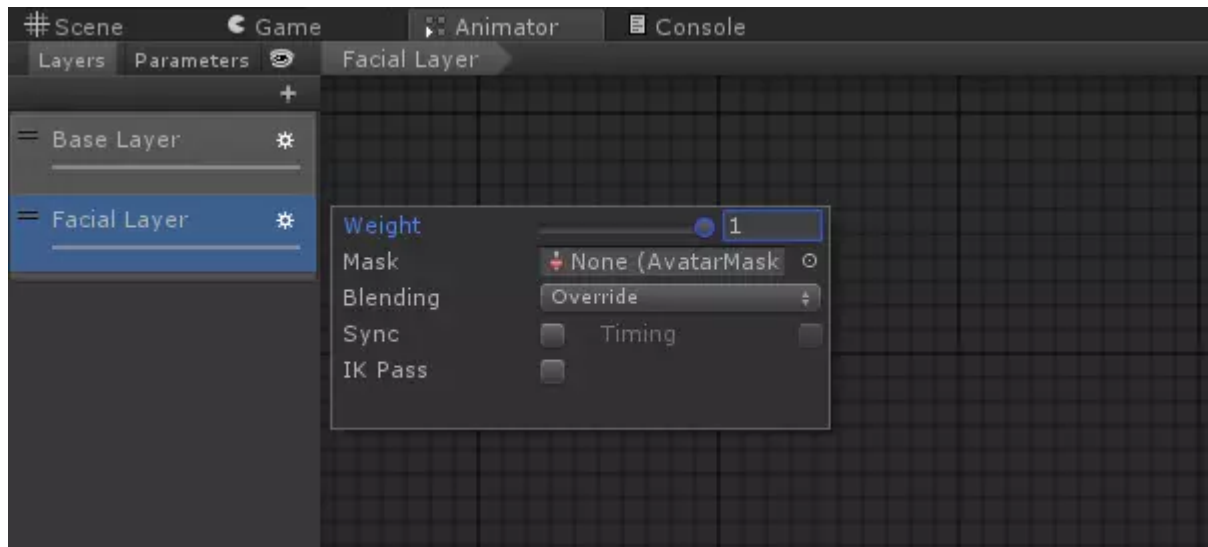 Scene Game Animator Console
Layers Parameters Facial Layer
+
Base Layer
Facial Layer
Weight 1
Mask None (AvatarMask
Blending Override
Sync Timing
IK Pass